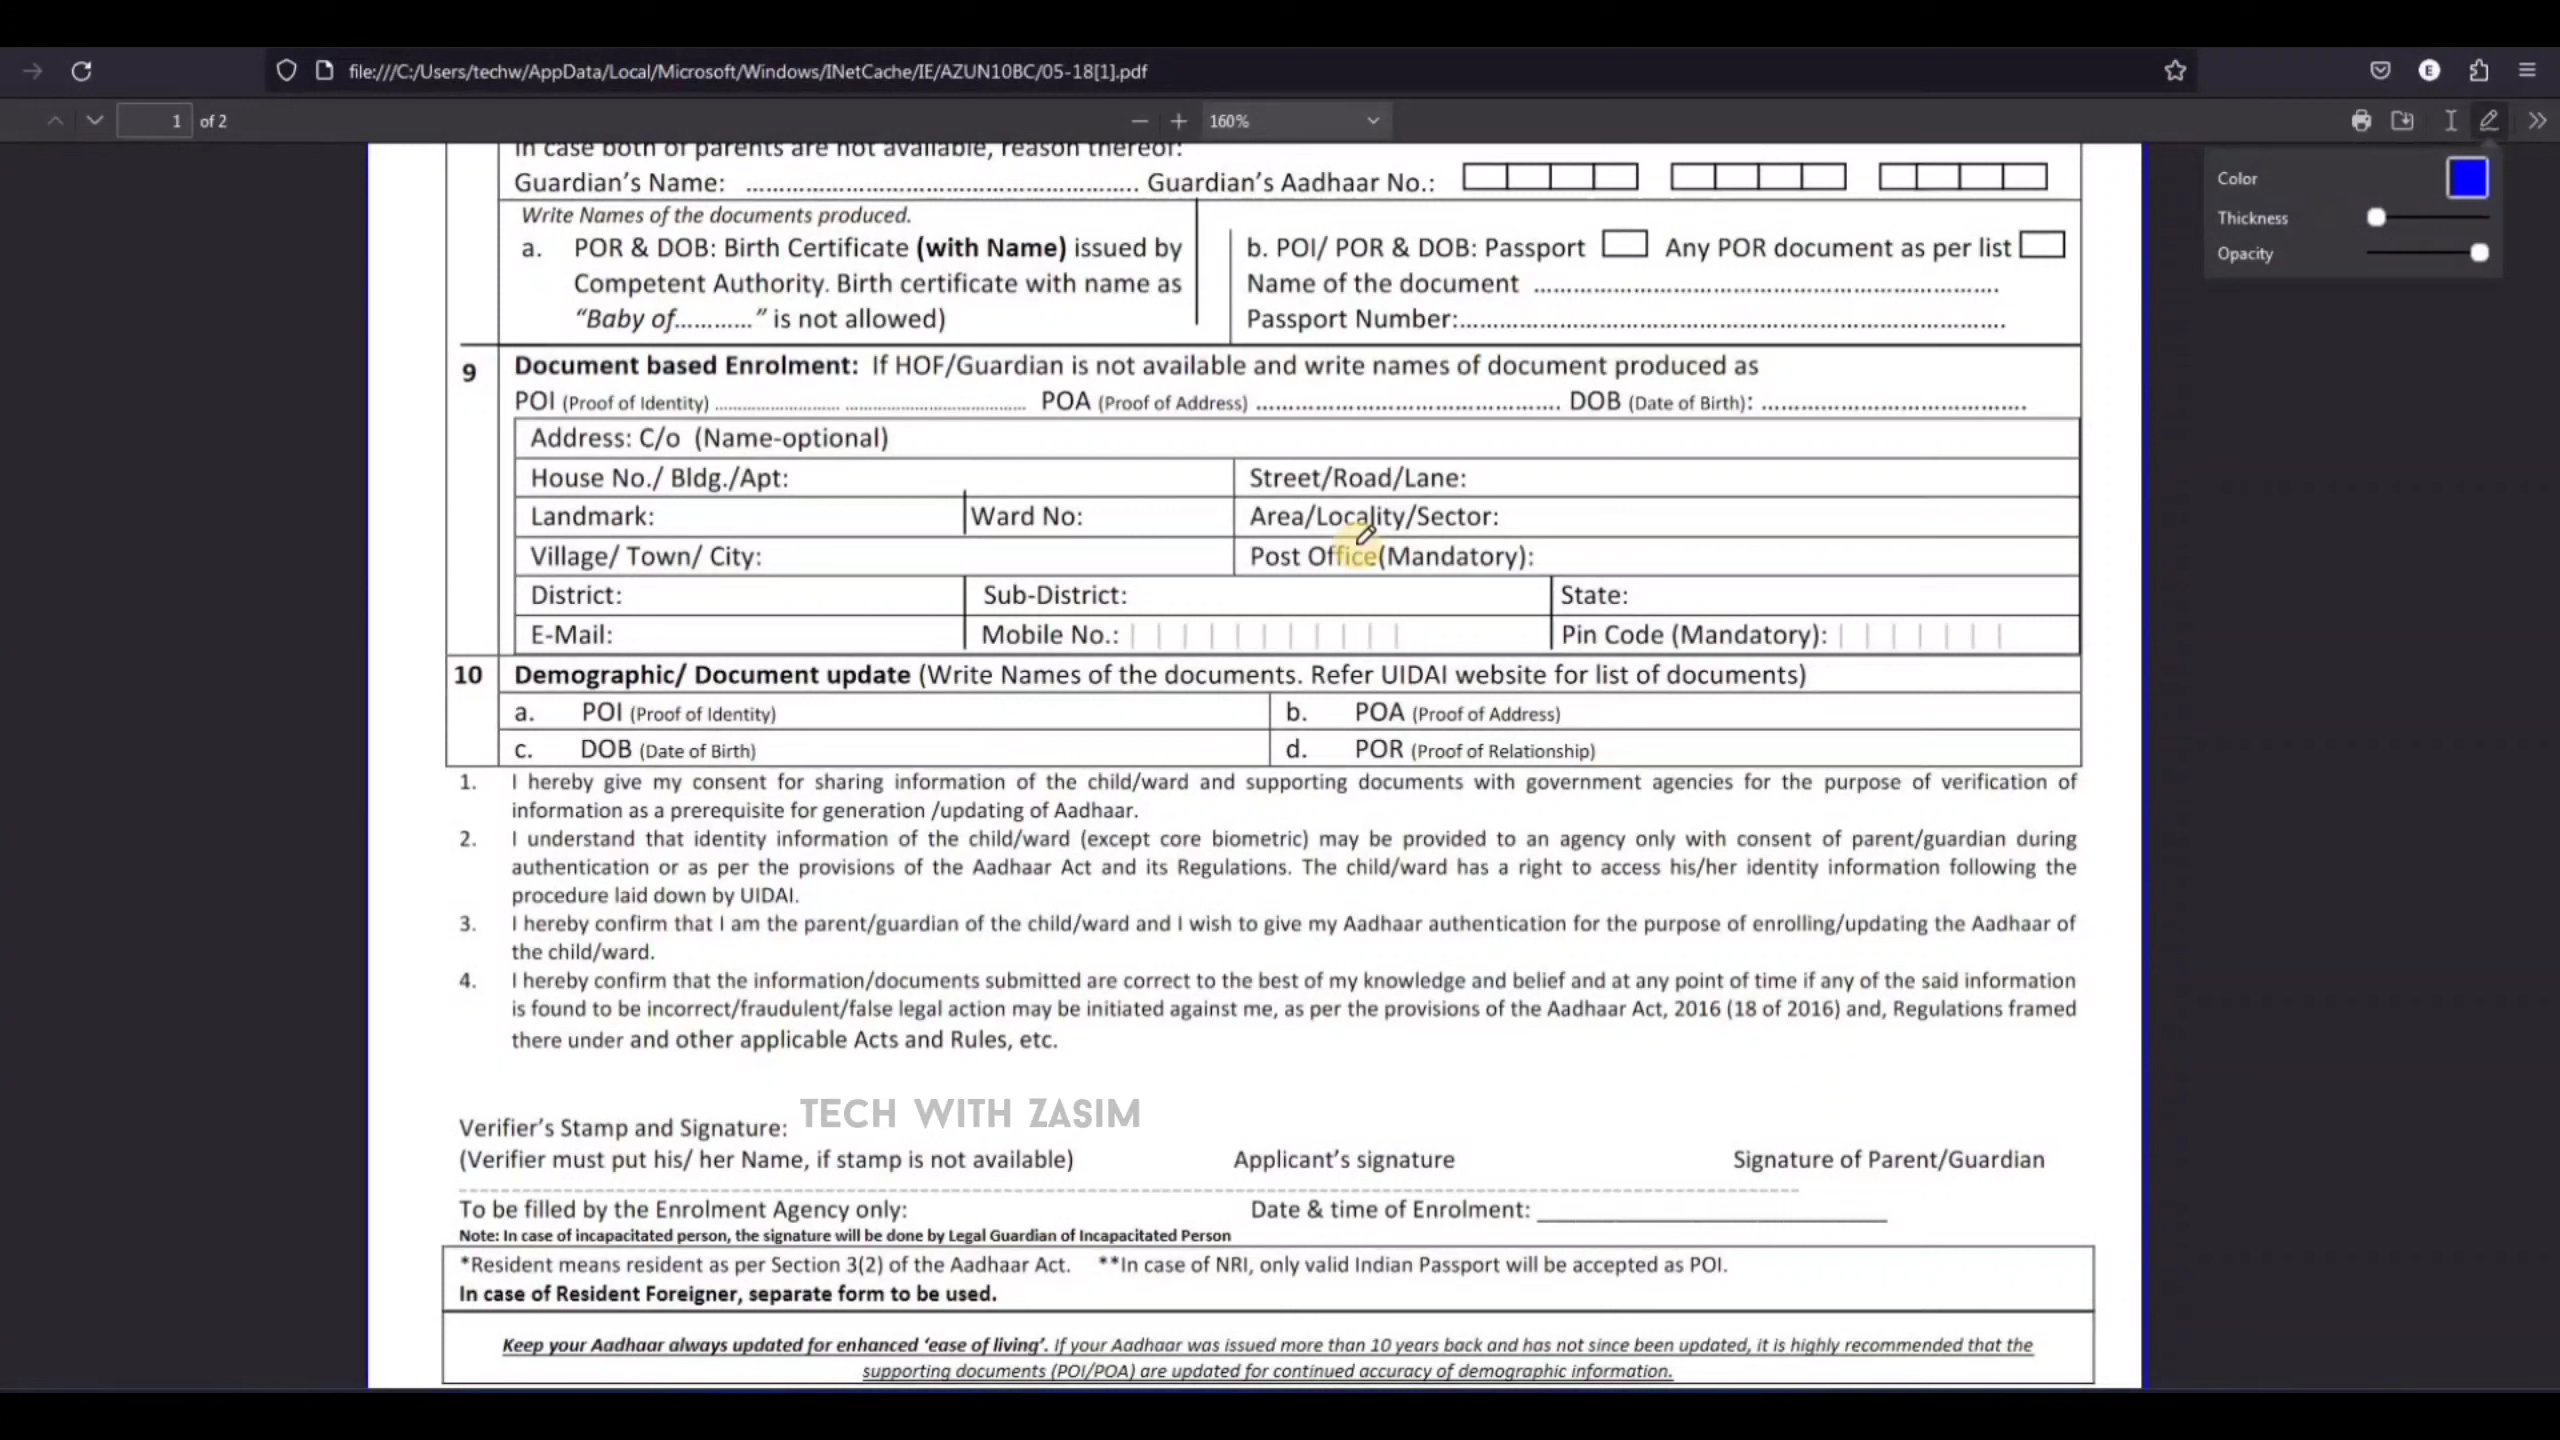 file:///C:/Users/techw/AppData/Local/Microsoft/Windows/INetCache/IE/AZUN10BC/05-18[1].pdf
E
1 of 2
160%
Color
Thickness
Opacity
In case both of parents are not available, reason thereof:
Guardian's Name: ............................................................ Guardian's Aadhaar No.:
Write Names of the documents produced.
a. POR & DOB: Birth Certificate (with Name) issued by
Competent Authority. Birth certificate with name as
"Baby of............" is not allowed)
b. POI/ POR & DOB: Passport Any POR document as per list
Name of the document ......................................................................
Passport Number:..................................................................................
9 Document based Enrolment: If HOF/Guardian is not available and write names of document produced as
POI (Proof of Identity) ................................ .............................................. POA (Proof of Address) .............................................. DOB (Date of Birth): ........................................
Address: C/o (Name-optional)
House No./ Bldg./Apt: Street/Road/Lane:
Landmark: Ward No: Area/Locality/Sector:
Village/ Town/ City: Post Office(Mandatory):
District: Sub-District: State:
E-Mail: Mobile No.: Pin Code (Mandatory):
10 Demographic/ Document update (Write Names of the documents. Refer UIDAI website for list of documents)
a. POI (Proof of Identity) b. POA (Proof of Address)
c. DOB (Date of Birth) d. POR (Proof of Relationship)
1. I hereby give my consent for sharing information of the child/ward and supporting documents with government agencies for the purpose of verification of
information as a prerequisite for generation /updating of Aadhaar.
2. I understand that identity information of the child/ward (except core biometric) may be provided to an agency only with consent of parent/guardian during
authentication or as per the provisions of the Aadhaar Act and its Regulations. The child/ward has a right to access his/her identity information following the
procedure laid down by UIDAI.
3. I hereby confirm that I am the parent/guardian of the child/ward and I wish to give my Aadhaar authentication for the purpose of enrolling/updating the Aadhaar of
the child/ward.
4. I hereby confirm that the information/documents submitted are correct to the best of my knowledge and belief and at any point of time if any of the said information
is found to be incorrect/fraudulent/false legal action may be initiated against me, as per the provisions of the Aadhaar Act, 2016 (18 of 2016) and, Regulations framed
there under and other applicable Acts and Rules, etc.
TECH WITH ZASIM
Verifier's Stamp and Signature:
(Verifier must put his/ her Name, if stamp is not available) Applicant's signature Signature of Parent/Guardian
To be filled by the Enrolment Agency only: Date & time of Enrolment: __________________________
Note: In case of incapacitated person, the signature will be done by Legal Guardian of Incapacitated Person
*Resident means resident as per Section 3(2) of the Aadhaar Act. **In case of NRI, only valid Indian Passport will be accepted as POI.
In case of Resident Foreigner, separate form to be used.
Keep your Aadhaar always updated for enhanced 'ease of living'. If your Aadhaar was issued more than 10 years back and has not since been updated, it is highly recommended that the
supporting documents (POI/POA) are updated for continued accuracy of demographic information.